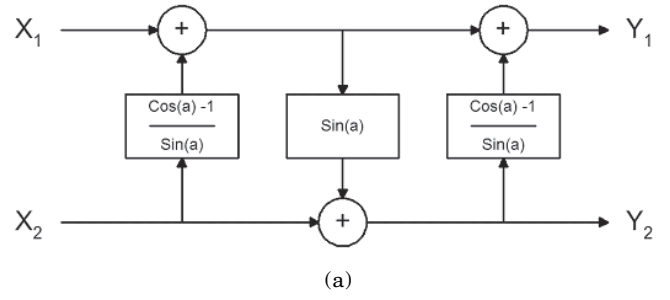 X1
+
+
Y1
Cos(a) -1
Sin(a)
Sin(a)
Cos(a) -1
Sin(a)
X2
+
Y2
(a)